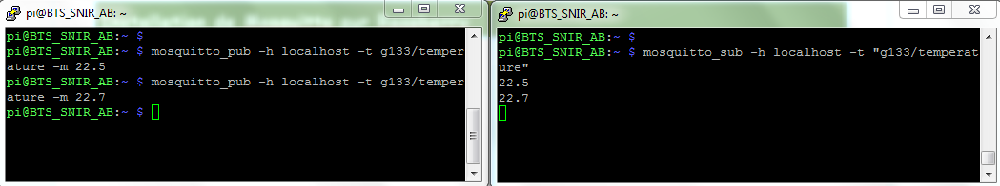 pi@BTS_SNIR_AB: ~
pi@BTS_SNIR_AB:~ $
pi@BTS_SNIR_AB:~ $ mosquitto_pub -h localhost -t g133/temper
ature -m 22.5
pi@BTS_SNIR_AB:~ $ mosquitto_pub -h localhost -t g133/temper
ature -m 22.7
pi@BTS_SNIR_AB:~ $
pi@BTS_SNIR_AB: ~
pi@BTS_SNIR_AB:~ $
pi@BTS_SNIR_AB:~ $ mosquitto_sub -h localhost -t "g133/temperat
ure"
22.5
22.7